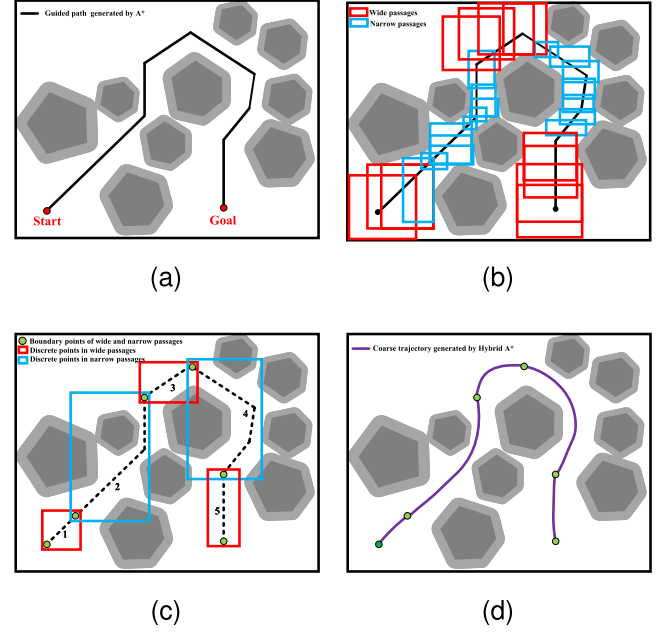 Guided path generated by A*
Start
Goal
(a)
Wide passages
Narrow passages
(b)
Boundary points of wide and narrow passages
Discrete points in wide passages
Discrete points in narrow passages
3
4
2
5
1
(c)
Coarse trajectory generated by Hybrid A*
(d)